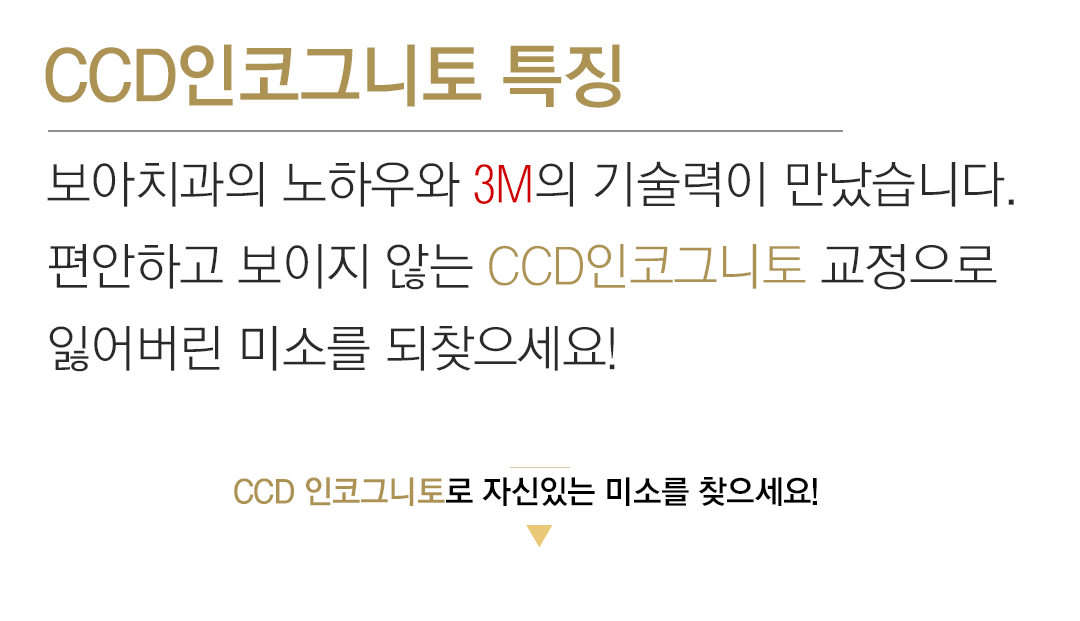 CCD인코그니토 특징
보아치과의 노하우와 3M의 기술력이 만났습니다.
편안하고 보이지 않는 CCD인코그니토 교정으로
잃어버린 미소를 되찾으세요!
CCD 인코그니토로 자신있는 미소를 찾으세요!